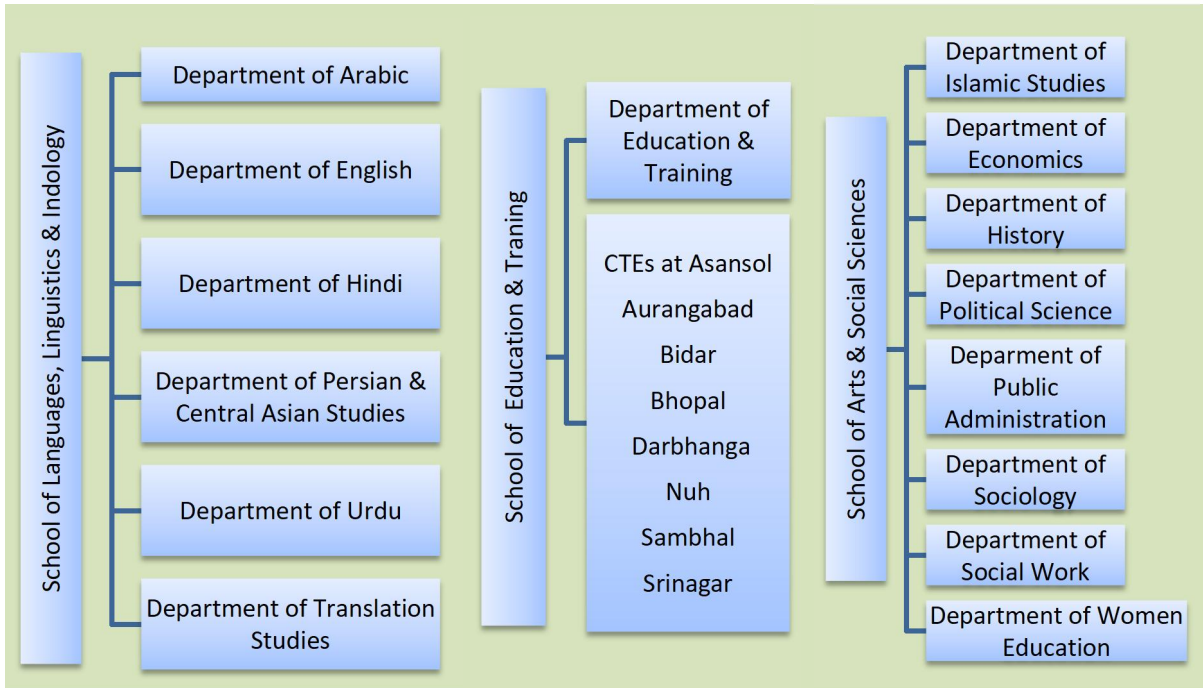 School of Languages, Linguistics & Indology
Department of Arabic
Department of English
Department of Hindi
Department of Persian &
Central Asian Studies
Department of Urdu
Department of Translation
Studies
School of Education & Traning
Department of
Education &
Training
CTEs at Asansol
Aurangabad
Bidar
Bhopal
Darbhanga
Nuh
Sambhal
Srinagar
School of Arts & Social Sciences
Department of
Islamic Studies
Department of
Economics
Department of
History
Department of
Political Science
Deparment of
Public
Administration
Department of
Sociology
Department of
Social Work
Department of Women
Education